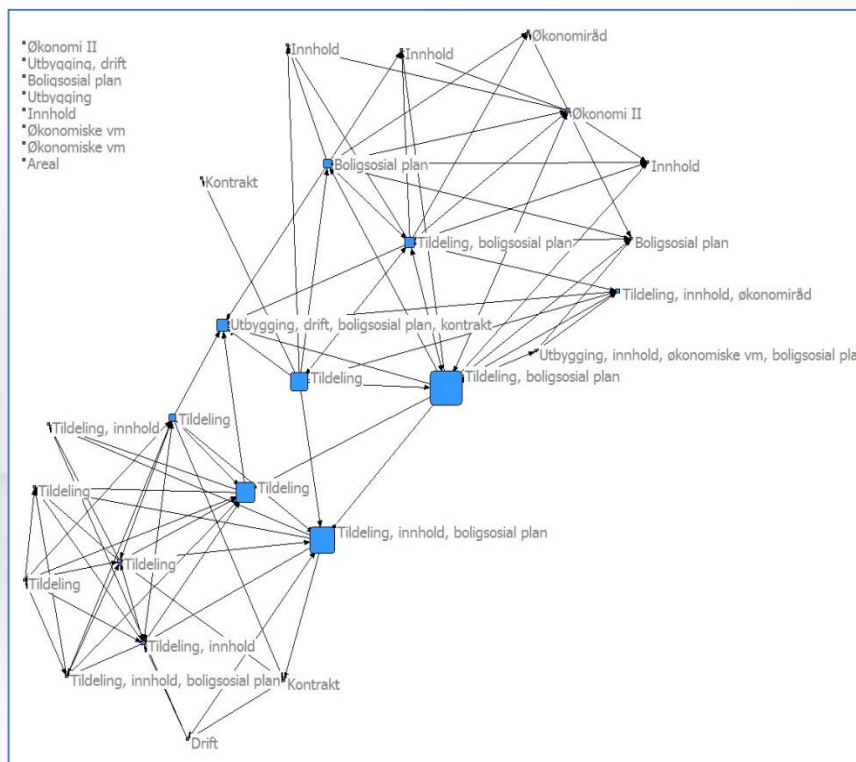 Økonomi II
Utbygging, drift
Boligsosial plan
Utbygging
Innhold
Økonomiske vm
Økonomiske vm
Areal
Økonomiråd
Innhold
Innhold
Økonomi II
Boligsosial plan
Innhold
Kontrakt
Tildeling, boligsosial plan
Boligsosial plan
Tildeling, innhold, økonomiråd
Utbygging, drift, boligsosial plan, kontrakt
Utbygging, innhold, økonomiske vm, boligsosial pla
Tildeling
Tildeling, boligsosial plan
Tildeling
Tildeling, innhold
Tildeling
Tildeling
Tildeling, innhold, boligsosial plan
Tildeling
Tildeling
Tildeling, innhold
Tildeling, innhold, boligsosial plan
Kontrakt
Drift